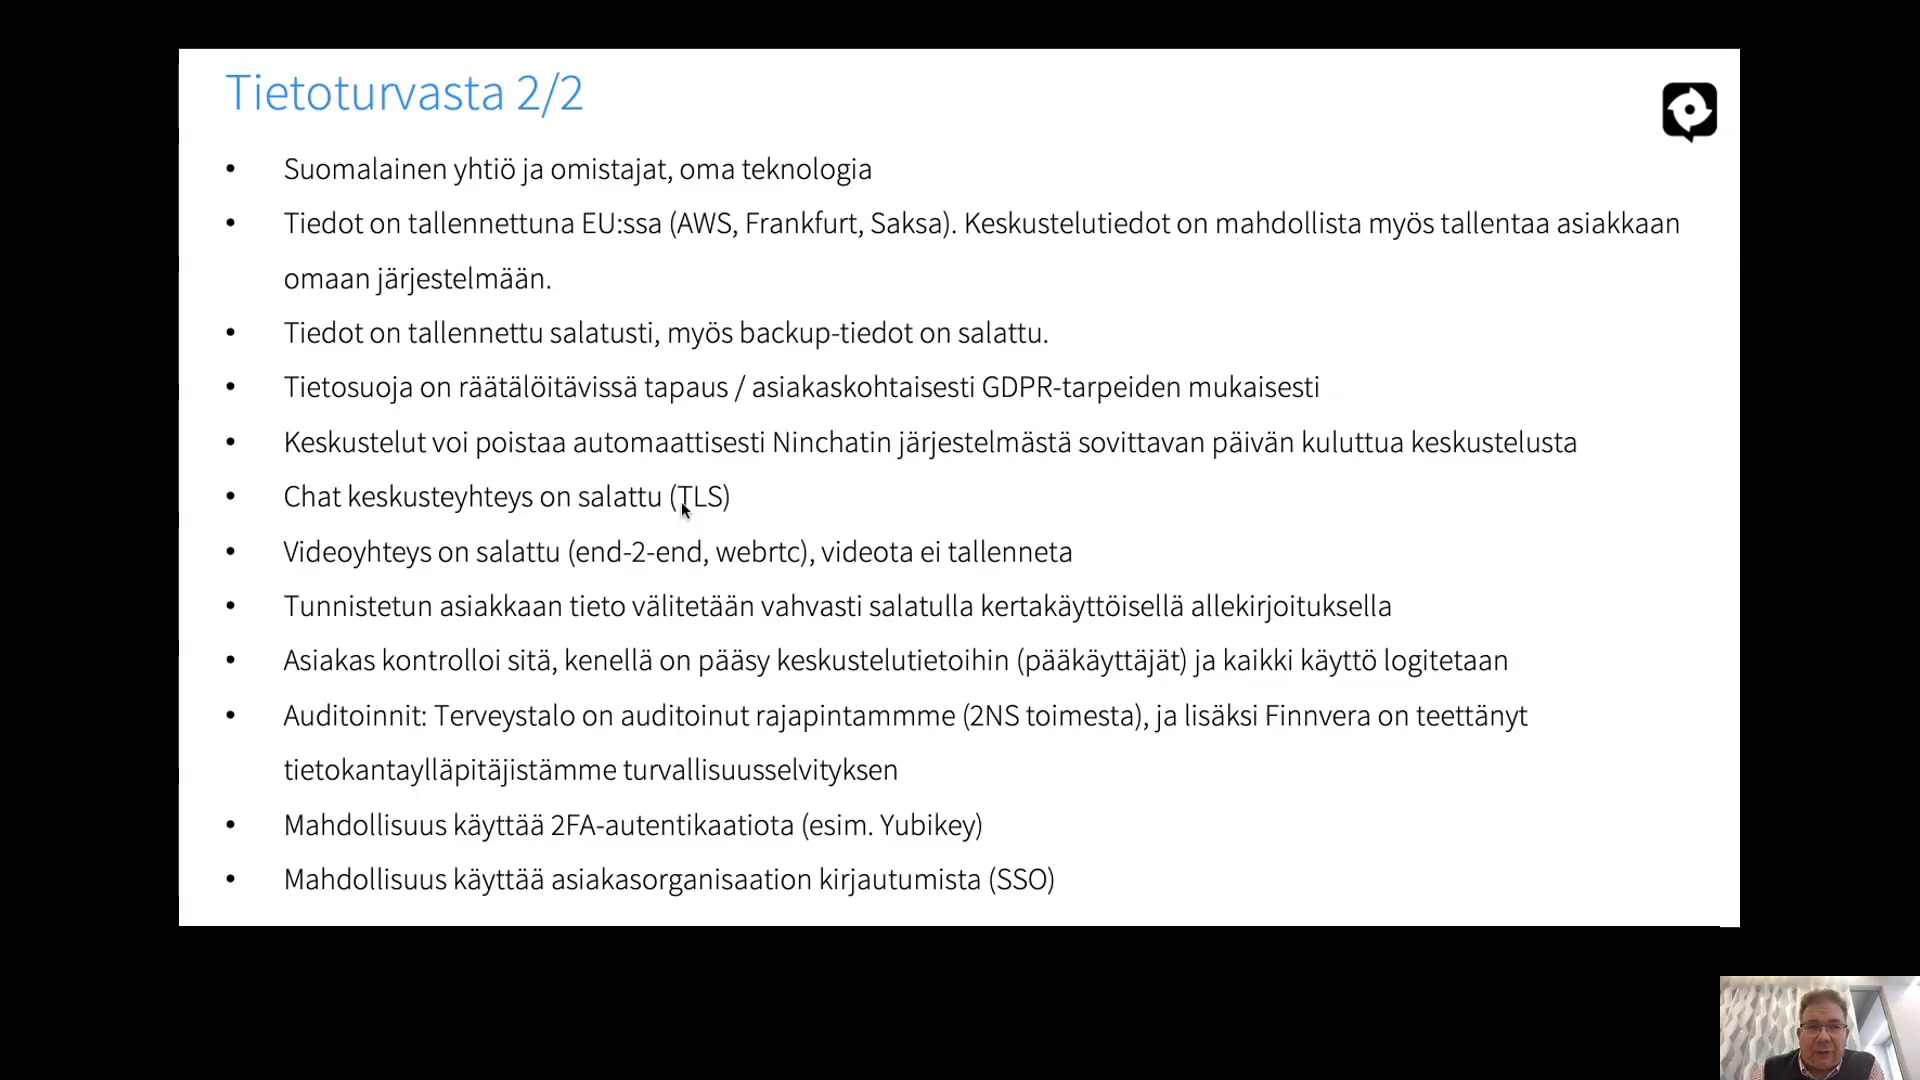 Tietoturvasta 2/2
• Suomalainen yhtiö ja omistajat, oma teknologia
• Tiedot on tallennettuna EU:ssa (AWS, Frankfurt, Saksa). Keskustelutiedot on mahdollista myös tallentaa asiakkaan
omaan järjestelmään.
• Tiedot on tallennettu salatusti, myös backup-tiedot on salattu.
• Tietosuoja on räätälöitävissä tapaus / asiakaskohtaisesti GDPR-tarpeiden mukaisesti
• Keskustelut voi poistaa automaattisesti Ninchatin järjestelmästä sovittavan päivän kuluttua keskustelusta
• Chat keskusteyhteys on salattu (TLS)
• Videoyhteys on salattu (end-2-end, webrtc), videota ei tallenneta
• Tunnistetun asiakkaan tieto välitetään vahvasti salatulla kertakäyttöisellä allekirjoituksella
• Asiakas kontrolloi sitä, kenellä on pääsy keskustelutietoihin (pääkäyttäjät) ja kaikki käyttö logitetaan
• Auditoinnit: Terveystalo on auditoinut rajapintammme (2NS toimesta), ja lisäksi Finnvera on teettänyt
tietokantaylläpitäjistämme turvallisuusselvityksen
• Mahdollisuus käyttää 2FA-autentikaatiota (esim. Yubikey)
• Mahdollisuus käyttää asiakasorganisaation kirjautumista (SSO)